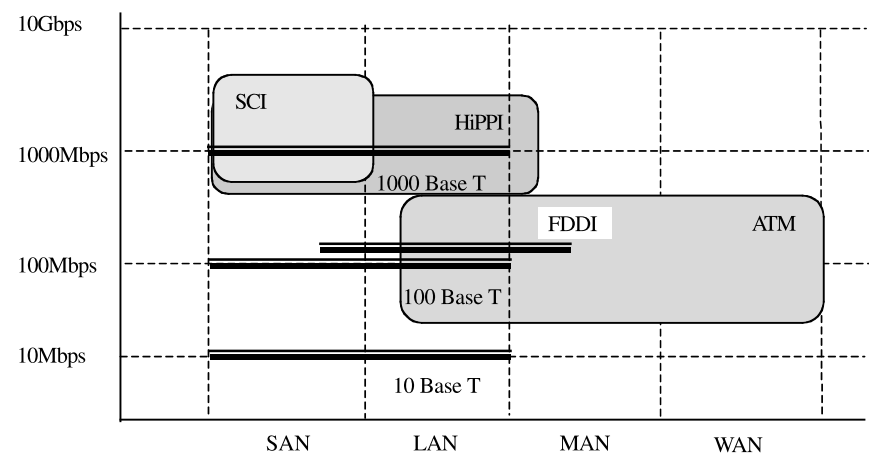 10Gbps
SCI
HiPPI
1000Mbps
1000 Base T
FDDI
ATM
100Mbps
100 Base T
10Mbps
10 Base T
SAN LAN MAN WAN